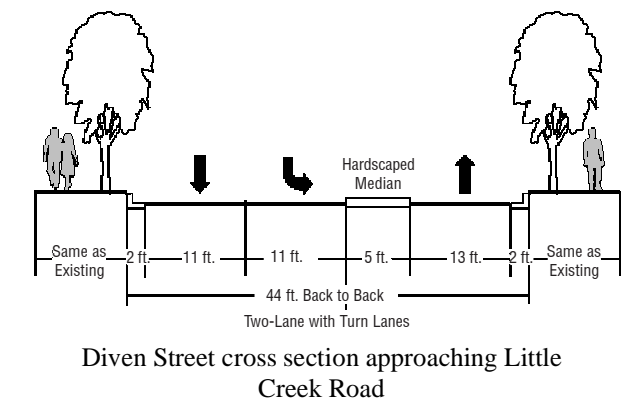 Hardscaped
Median
Same as
Existing
2 ft.
11 ft.
11 ft.
5 ft.
13 ft.
2 ft.
Same as
Existing
44 ft. Back to Back
Two-Lane with Turn Lanes
Diven Street cross section approaching Little
Creek Road